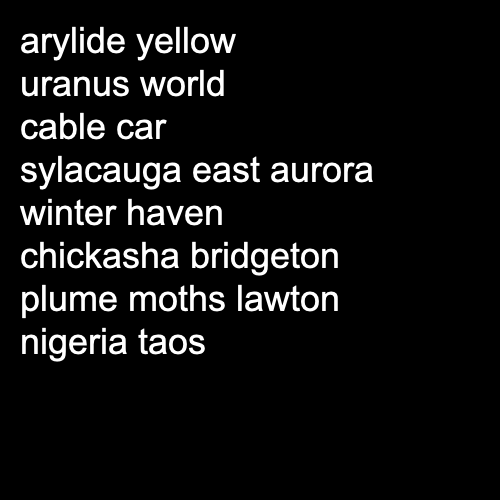 arylide yellow
uranus world
cable car
sylacauga east aurora
winter haven
chickasha bridgeton
plume moths lawton
nigeria taos